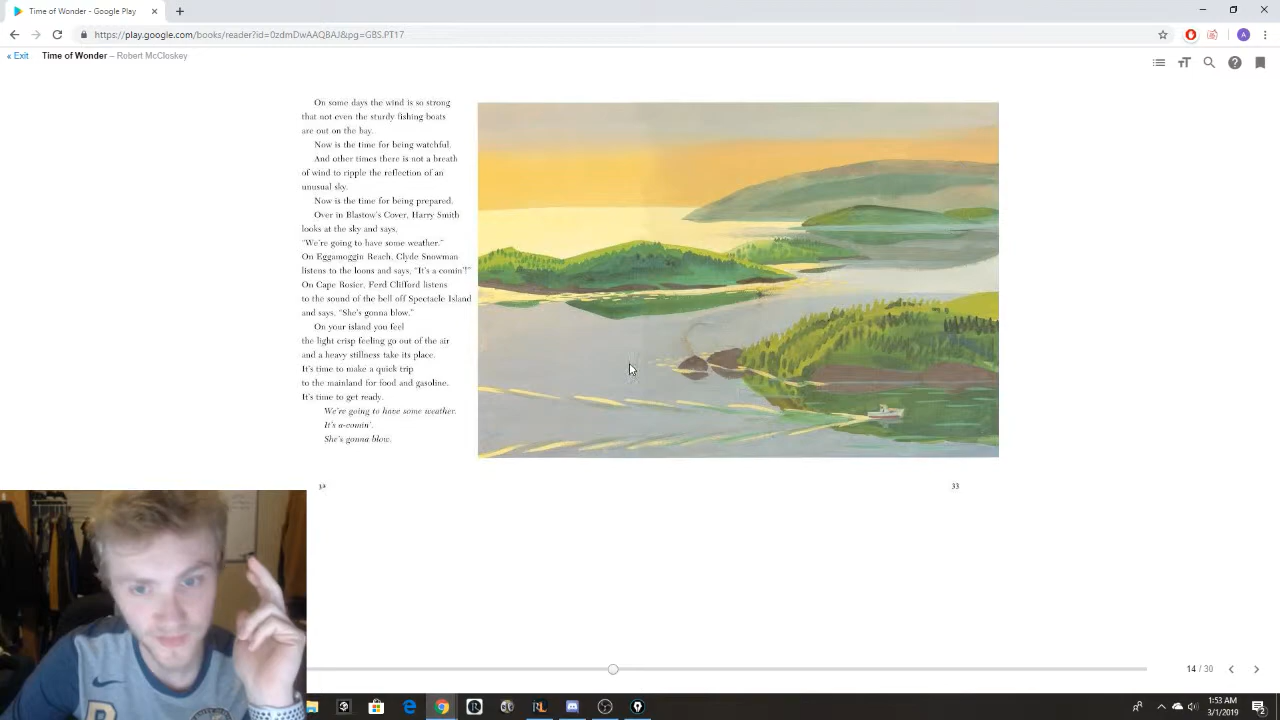 Time of Wonder - Google Play
https://play.google.com/books/reader?id=0zdmDwAAQBAJ&pg=GBS.PT17
A
« Exit
Time of Wonder – Robert McCloskey
On some days the wind is so strong
that not even the sturdy fishing boats
are out on the bay.
Now is the time for being watchful.
And other times there is not a breath
of wind to ripple the reflection of an
unusual sky.
Now is the time for being prepared.
Over in Blastow's Cover, Harry Smith
looks at the sky and says,
"We're going to have some weather."
On Eggamoggin Reach, Clyde Snowman
listens to the loons and says, "It's a-comin'!"
On Cape Rosier, Ferd Clifford listens
to the sound of the bell off Spectacle Island
and says, "She's gonna blow."
On your island you feel
the light crisp feeling go out of the air
and a heavy stillness take its place.
It's time to make a quick trip
to the mainland for food and gasoline.
It's time to get ready.
We're going to have some weather.
It's a-comin'.
She's gonna blow.
32
33
14 / 30
1:53 AM
3/1/2019